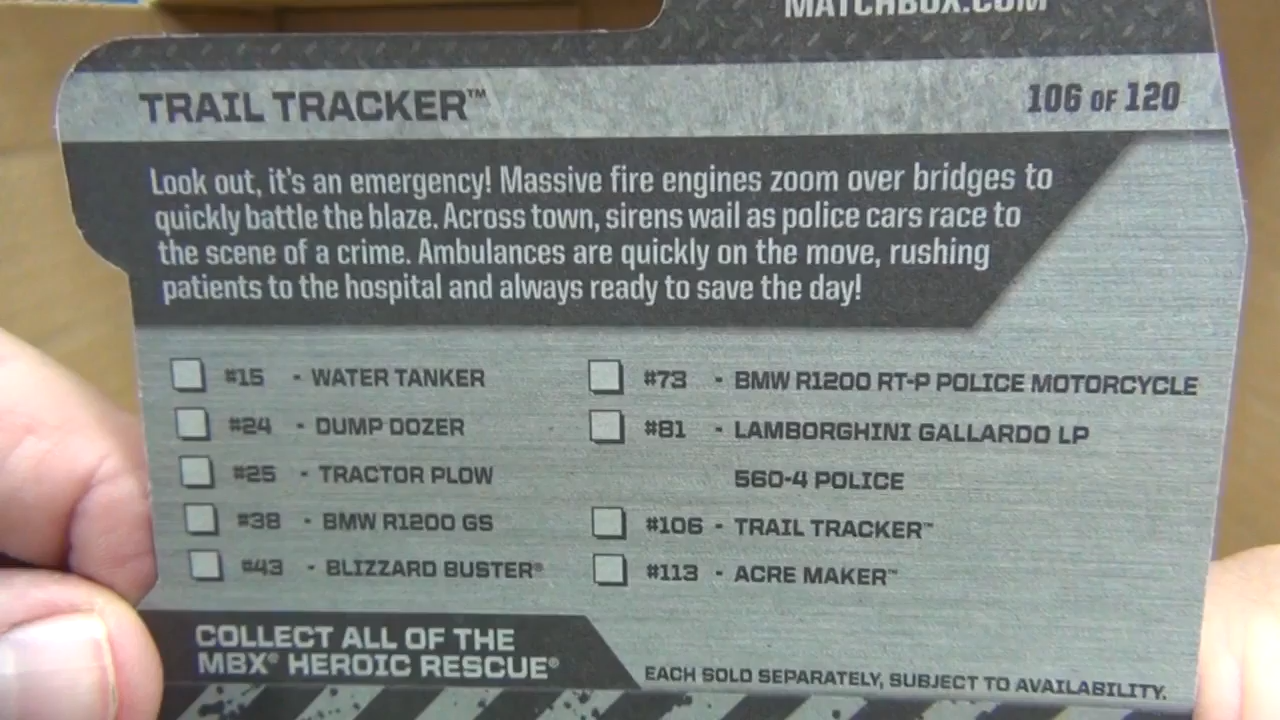 MATCHBOX.COM
TRAIL TRACKER™
106 OF 120
Look out, it's an emergency! Massive fire engines zoom over bridges to
quickly battle the blaze. Across town, sirens wail as police cars race to
the scene of a crime. Ambulances are quickly on the move, rushing
patients to the hospital and always ready to save the day!
#15 - WATER TANKER
#24 - DUMP DOZER
#25 - TRACTOR PLOW
#38 - BMW R1200 GS
#43 - BLIZZARD BUSTER®
#73 - BMW R1200 RT-P POLICE MOTORCYCLE
#81 - LAMBORGHINI GALLARDO LP
560-4 POLICE
#106 - TRAIL TRACKER™
#113 - ACRE MAKER™
COLLECT ALL OF THE
MBX® HEROIC RESCUE®
EACH SOLD SEPARATELY, SUBJECT TO AVAILABILITY.